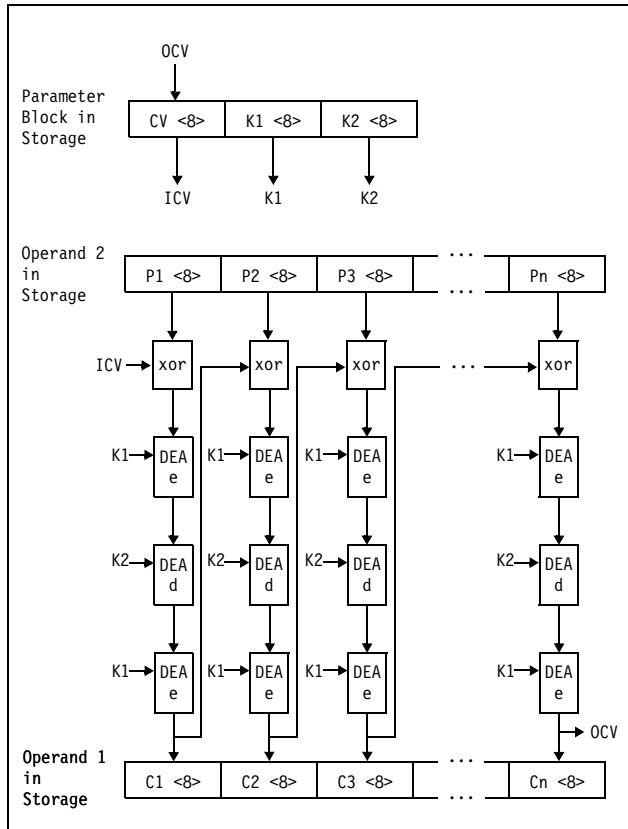 OCV
Parameter
Block in
Storage
CV <8> K1 <8> K2 <8>
ICV K1 K2
Operand 2
in
Storage
...
P1 <8> P2 <8> P3 <8> Pn <8>
...
ICV xor xor xor ... xor
K1 DEA e K1 DEA e K1 DEA e K1 DEA e
K2 DEA d K2 DEA d K2 DEA d K2 DEA d
K1 DEA e K1 DEA e K1 DEA e K1 DEA e
OCV
Operand 1
in
Storage
...
C1 <8> C2 <8> C3 <8> Cn <8>
...